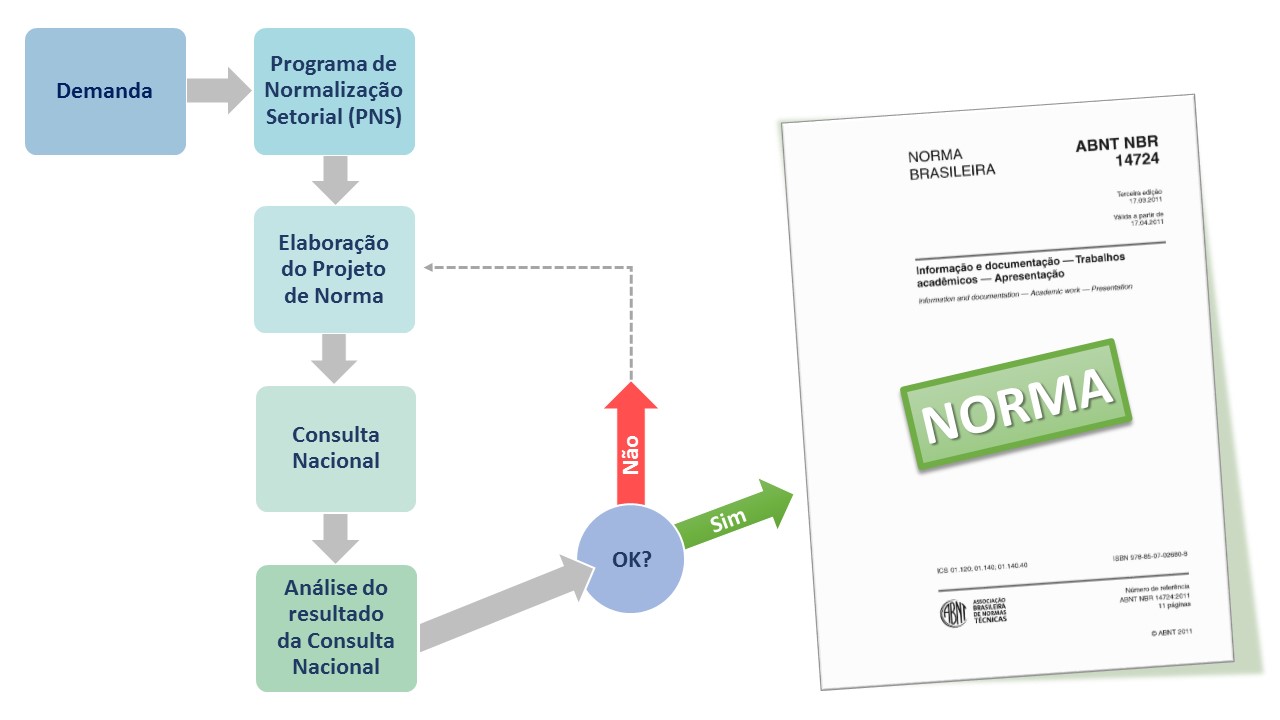 Demanda
Programa de
Normalização
Setorial (PNS)
Elaboração
do Projeto
de Norma
Consulta
Nacional
Análise do
resultado
da Consulta
Nacional
OK?
Não
Sim
NORMA
BRASILEIRA
ABNT NBR
14724
Terceira edição
17.03.2011
Válida a partir de
17.04.2011
Informação e documentação — Trabalhos
acadêmicos — Apresentação
Information and documentation — Academic work — Presentation
NORMA
ICS 01.120; 01.140; 01.140.40
ISBN 978-85-07-02680-8
ABNT
ASSOCIAÇÃO
BRASILEIRA
DE NORMAS
TÉCNICAS
Número de referência
ABNT NBR 14724:2011
11 páginas
© ABNT 2011